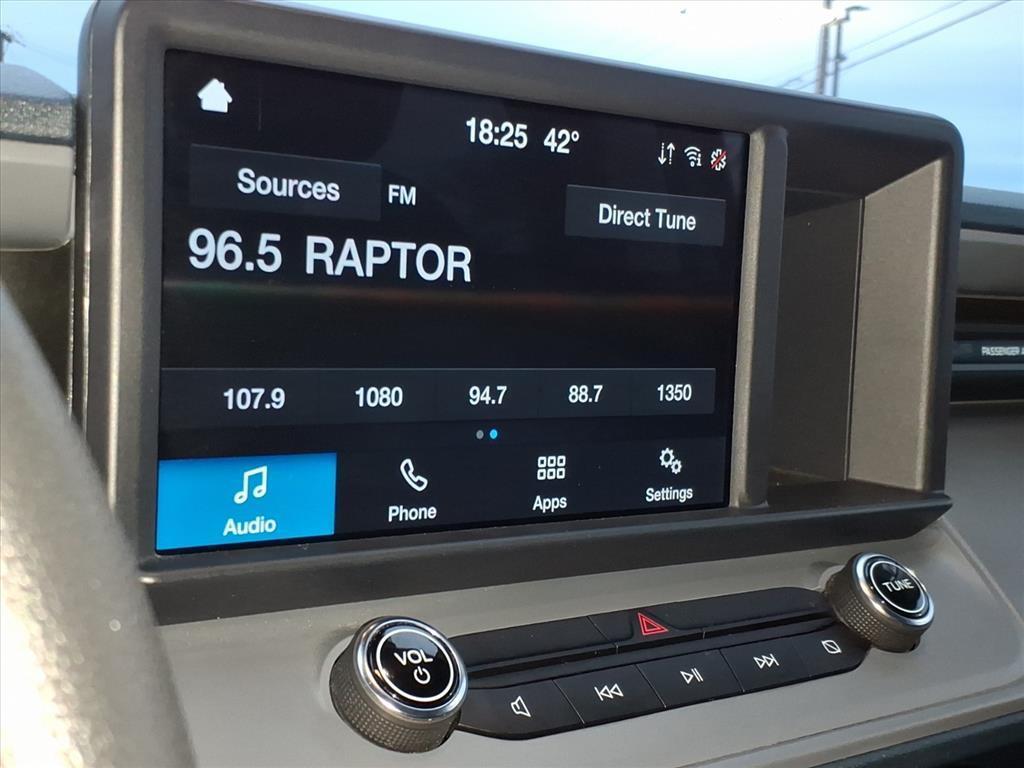 18:25 42°
Sources FM
Direct Tune
96.5 RAPTOR
107.9 1080 94.7 88.7 1350
Audio Phone Apps Settings
PASSENGER
VOL
TUNE